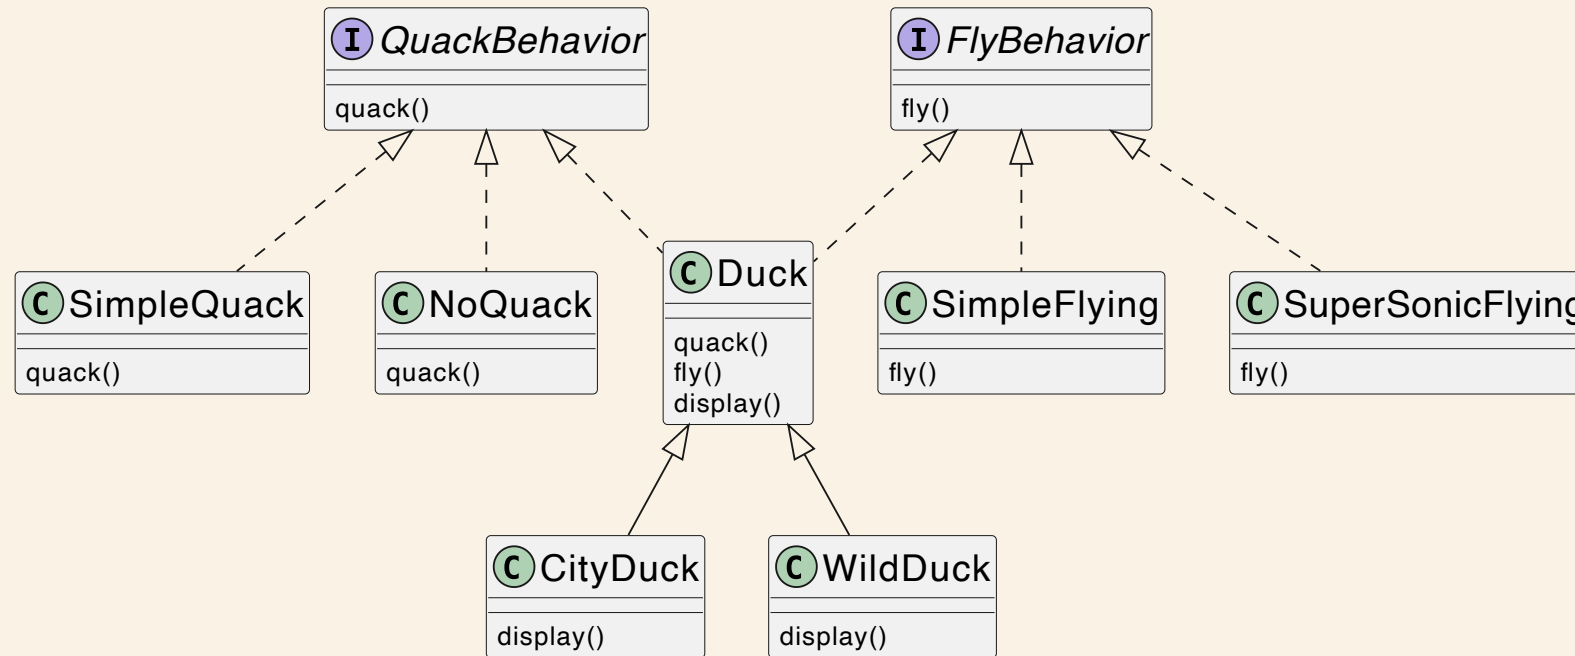 I QuackBehavior
quack()
I FlyBehavior
fly()
C SimpleQuack
quack()
C NoQuack
quack()
C Duck
quack()
fly()
display()
C SimpleFlying
fly()
C SuperSonicFlying
fly()
C CityDuck
display()
C WildDuck
display()